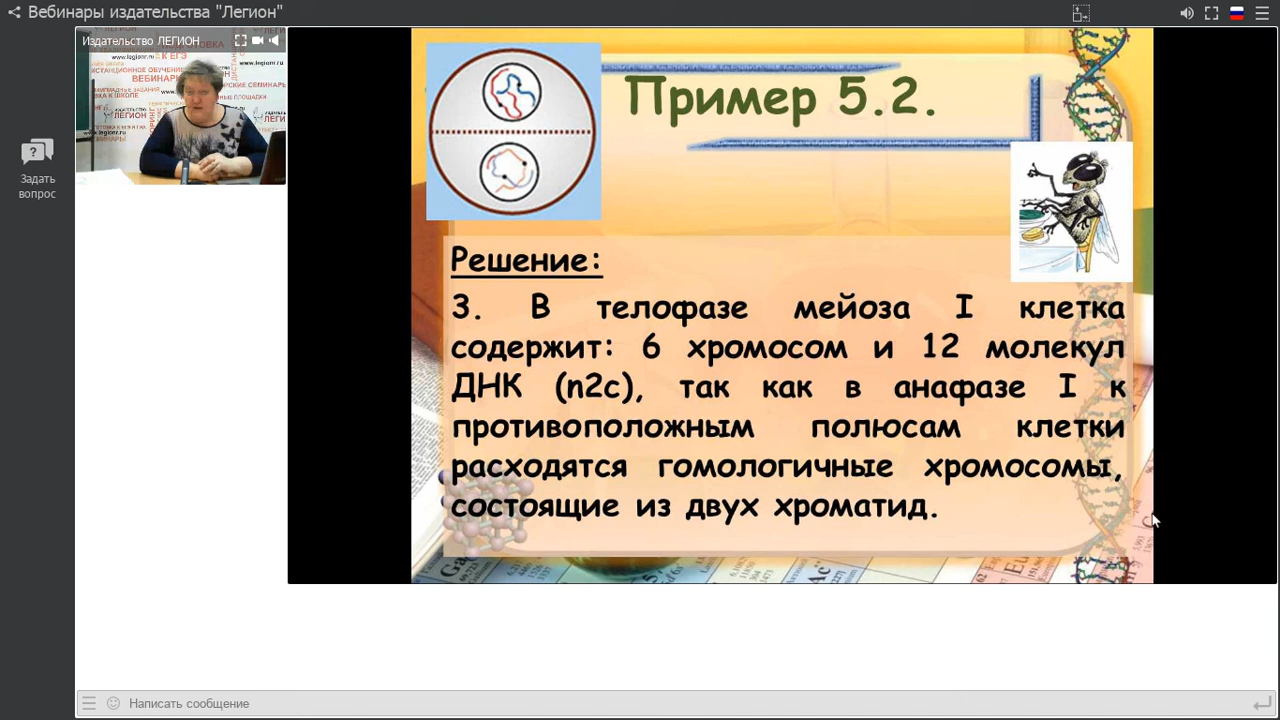 Вебинары издательства "Легион"
Издательство ЛЕГИОН
Задать
вопрос
Пример 5.2.
Решение:
3. В телофазе мейоза I клетка
содержит: 6 хромосом и 12 молекул
ДНК (n2c), так как в анафазе I к
противоположным полюсам клетки
расходятся гомологичные хромосомы,
состоящие из двух хроматид.
Написать сообщение